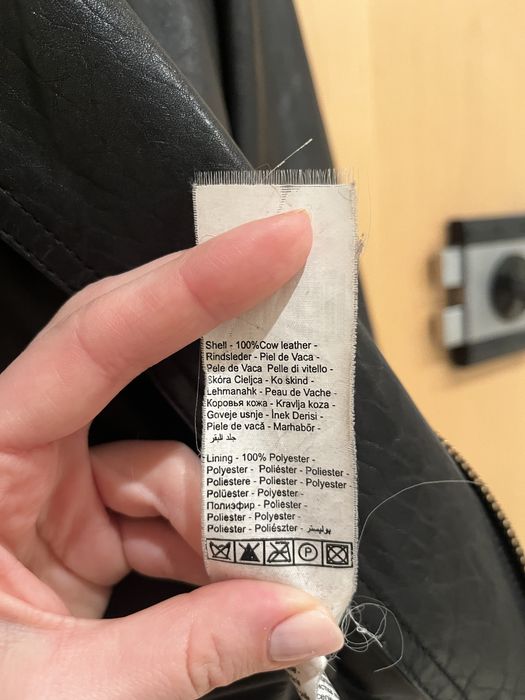 Shell - 100%Cow leather -
Rindsleder - Piel de Vaca -
Pele de Vaca Pelle di vitello -
Skóra Cielјca - Ko skind -
Lehmanahk - Peau de Vache -
Коровья кожа - Kravlja koza -
Goveje usnje - İnek Derisi -
Piele de vacă - Marhabőr -
جلد للبقر
Lining - 100% Polyester -
Polyester - Poliéster - Poliester -
Poliestere - Poliester - Polyester -
Polüester - Polyester -
Полиэфир - Poliester -
Poliester - Polyester -
Poliester - Poliészter - بوليستر
P